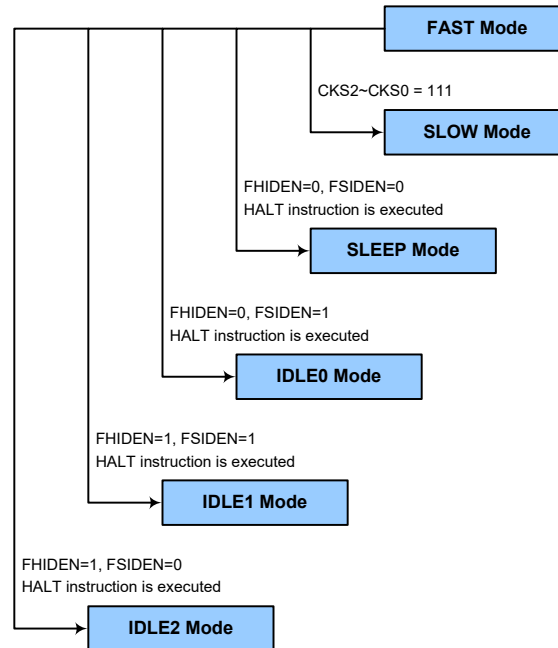 FAST Mode
CKS2~CKS0 = 111
SLOW Mode
FHIDEN=0, FSIDEN=0
HALT instruction is executed
SLEEP Mode
FHIDEN=0, FSIDEN=1
HALT instruction is executed
IDLE0 Mode
FHIDEN=1, FSIDEN=1
HALT instruction is executed
IDLE1 Mode
FHIDEN=1, FSIDEN=0
HALT instruction is executed
IDLE2 Mode